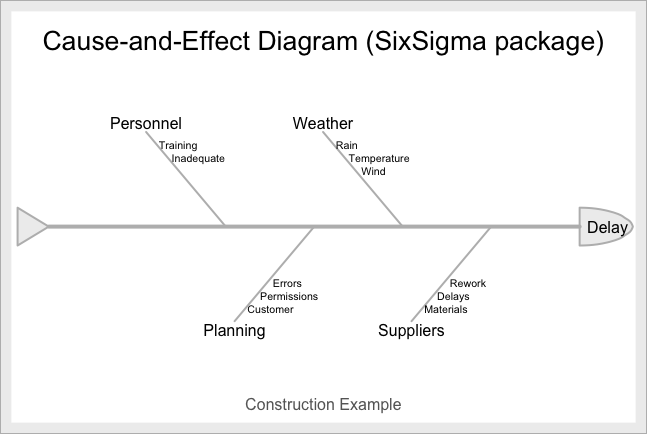 Cause-and-Effect Diagram (SixSigma package)
Personnel
Training
Inadequate
Weather
Rain
Temperature
Wind
Delay
Errors
Permissions
Customer
Planning
Rework
Delays
Materials
Suppliers
Construction Example